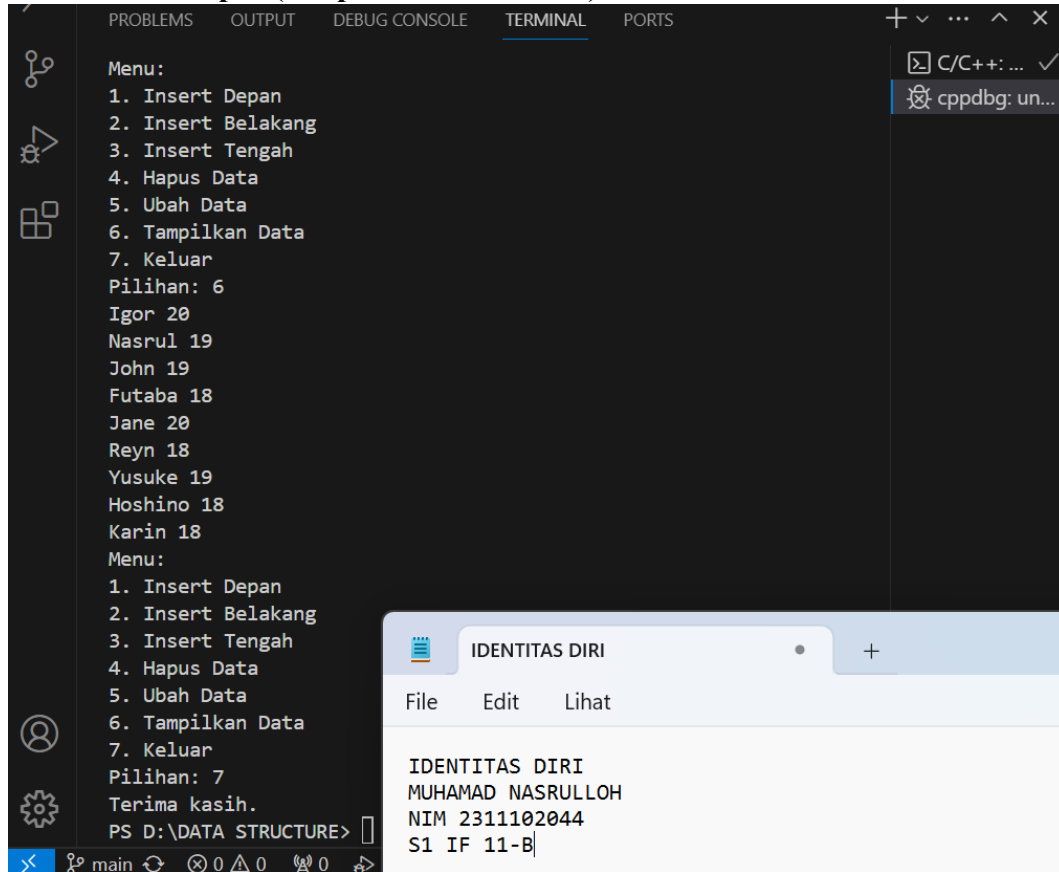 PROBLEMS OUTPUT DEBUG CONSOLE TERMINAL PORTS
C/C++: ...
cppdbg: un...
Menu:
1. Insert Depan
2. Insert Belakang
3. Insert Tengah
4. Hapus Data
5. Ubah Data
6. Tampilkan Data
7. Keluar
Pilihan: 6
Igor 20
Nasrul 19
John 19
Futaba 18
Jane 20
Reyn 18
Yusuke 19
Hoshino 18
Karin 18
Menu:
1. Insert Depan
2. Insert Belakang
3. Insert Tengah
4. Hapus Data
5. Ubah Data
6. Tampilkan Data
7. Keluar
Pilihan: 7
Terima kasih.
PS D:\DATA STRUCTURE>
main 0 0 0
IDENTITAS DIRI
File Edit Lihat
IDENTITAS DIRI
MUHAMAD NASRULLOH
NIM 2311102044
S1 IF 11-B